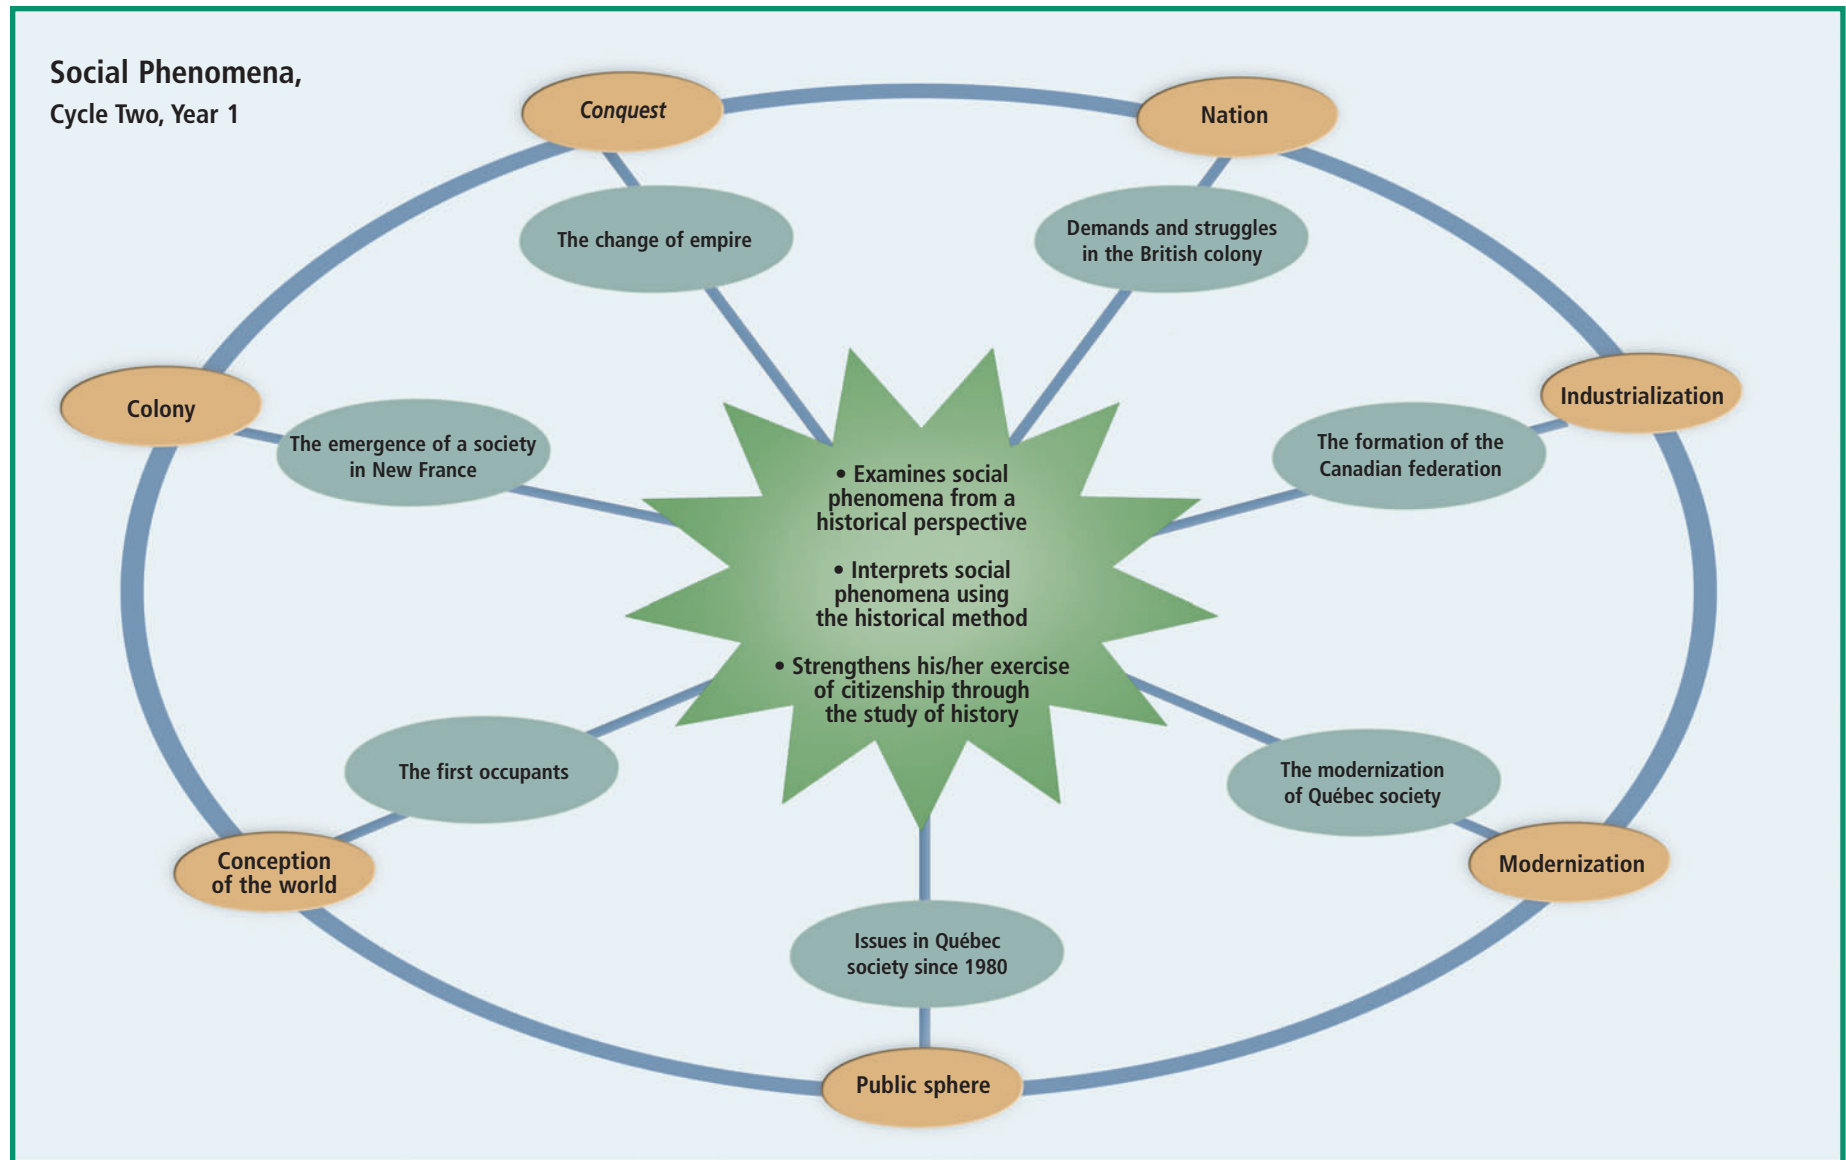 Social Phenomena,
Cycle Two, Year 1
Conquest
Nation
The change of empire
Demands and struggles
in the British colony
Colony
Industrialization
The emergence of a society
in New France
The formation of the
Canadian federation
• Examines social
phenomena from a
historical perspective
• Interprets social
phenomena using
the historical method
• Strengthens his/her exercise
of citizenship through
the study of history
The first occupants
The modernization
of Québec society
Conception
of the world
Modernization
Issues in Québec
society since 1980
Public sphere